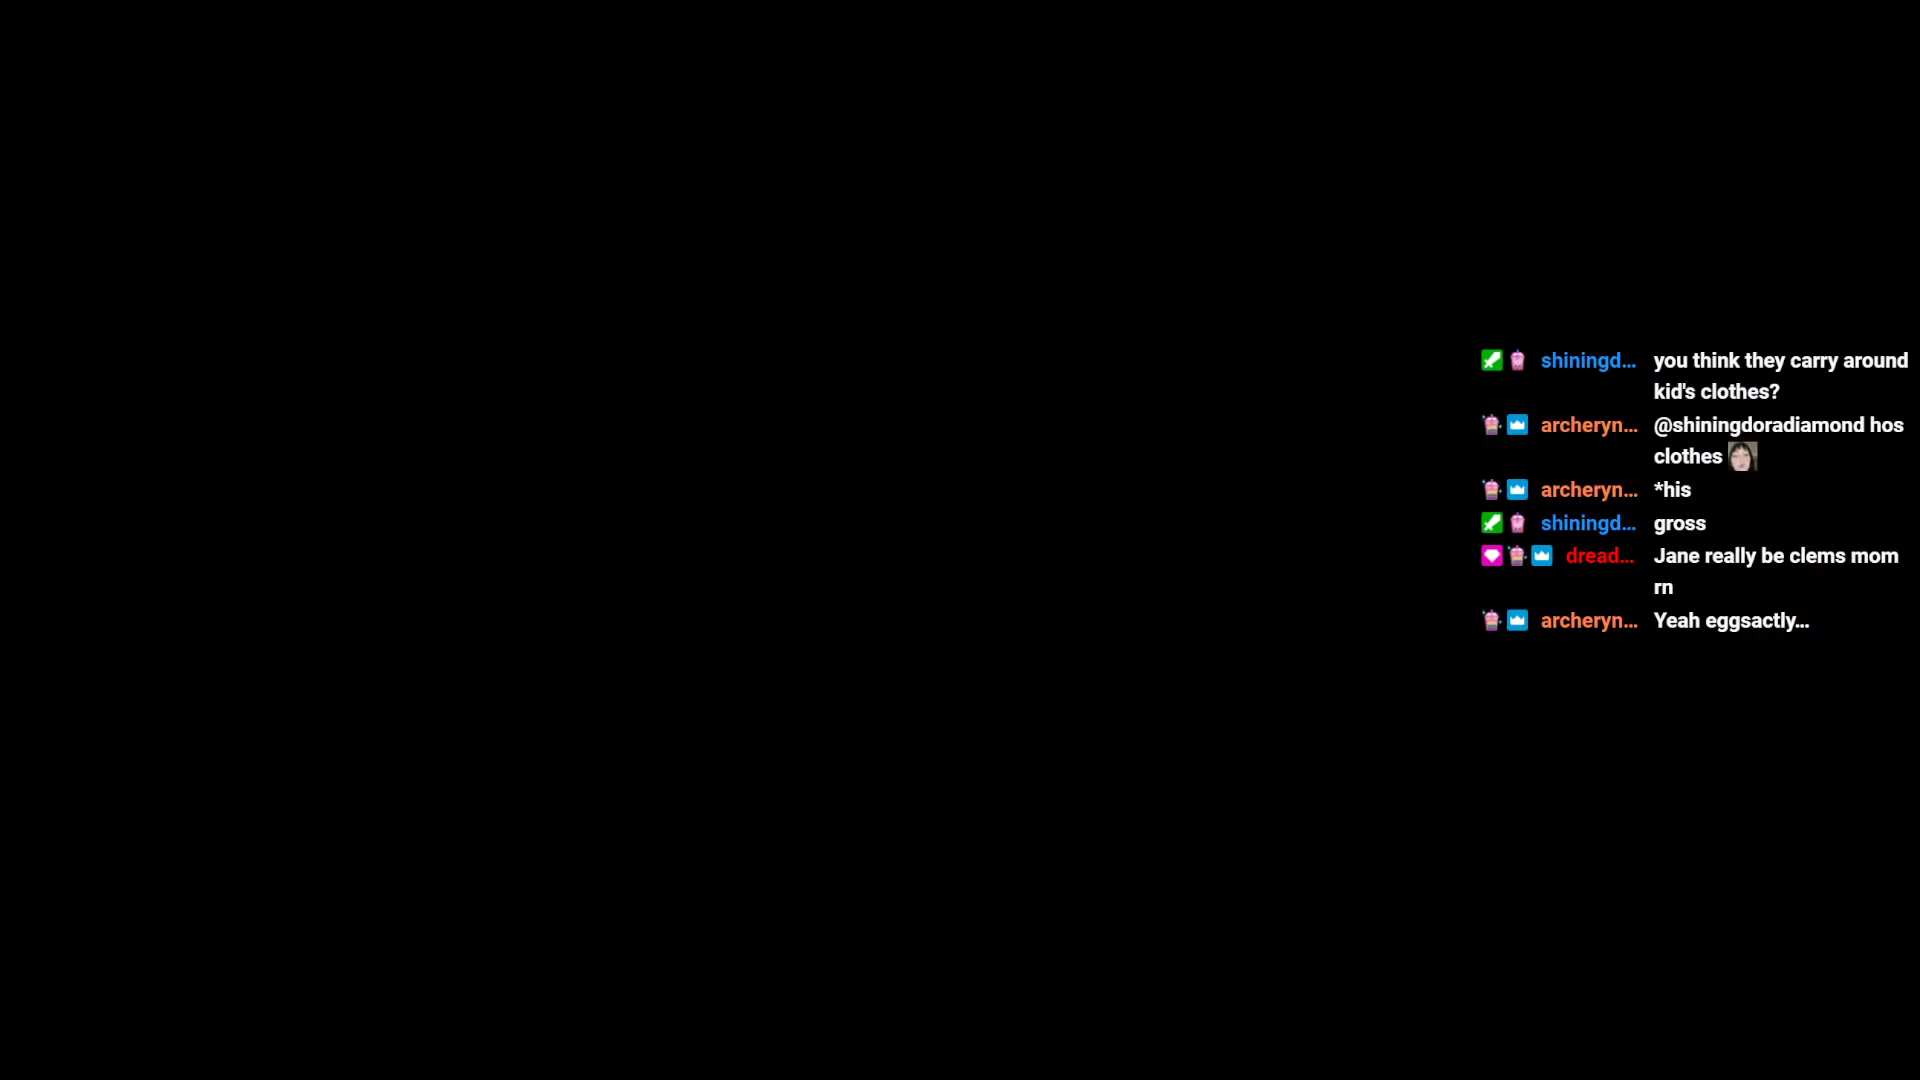 shiningd... you think they carry around
kid's clothes?
archeryn... @shiningdoradiamond hos
clothes
archeryn... *his
shiningd... gross
dread... Jane really be clems mom
rn
archeryn... Yeah eggsactly...